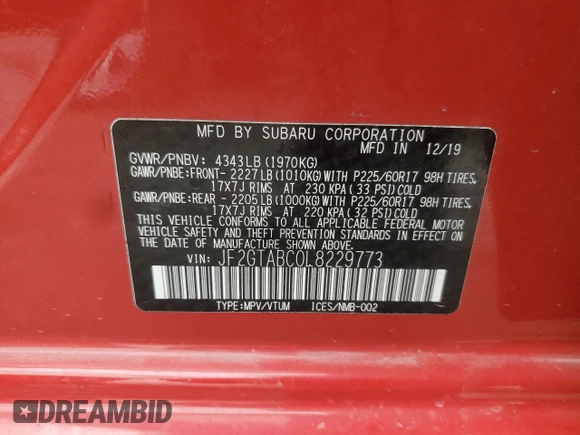 MFD BY SUBARU CORPORATION
MFD IN 12/19
GVWR/PNBV: 4343LB (1970KG)
GAWR/PNBE:FRONT- 2227LB(1010KG)WITH P225/60R17 98H TIRES,
17X7J RIMS AT 230 KPA (33 PSI)COLD
GAWR/PNBE:REAR - 2205LB(1000KG)WITH P225/60R17 98H TIRES,
17X7J RIMS AT 220 KPA(32 PSI)COLD
THIS VEHICLE CONFORMS TO ALL APPLICABLE FEDERAL MOTOR
VEHICLE SAFETY AND THEFT PREVENTION STANDARDS IN EFFECT
ON THE DATE OF MANUFACTURE SHOWN ABOVE.
VIN: JF2GTABC0L8229773
TYPE:MPV/VTUM ICES/NMB-002
DREAMBID